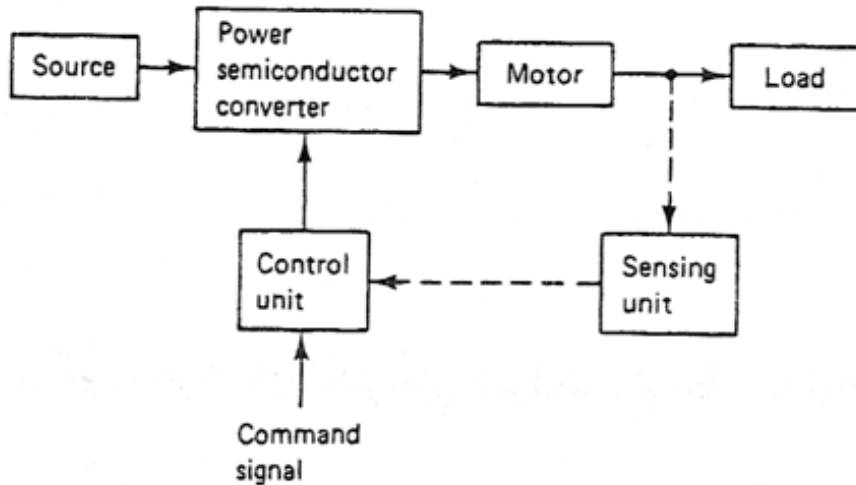 Source
Power
semiconductor
converter
Motor
Load
Control
unit
Sensing
unit
Command
signal